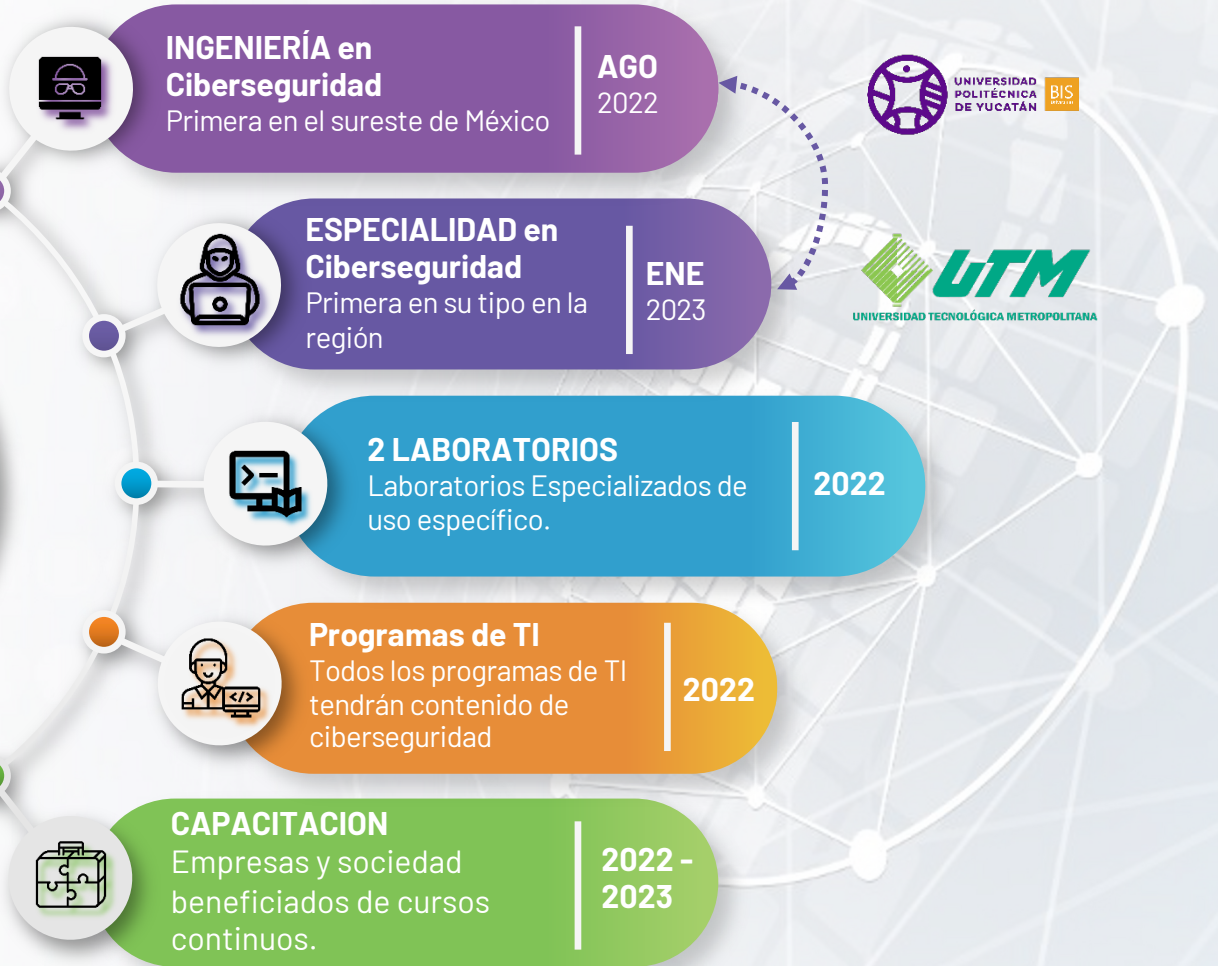 INGENIERÍA en
Ciberseguridad
Primera en el sureste de México
AGO
2022
UNIVERSIDAD
POLITÉCNICA
DE YUCATÁN
BIS
ESPECIALIDAD en
Ciberseguridad
Primera en su tipo en la
región
ENE
2023
UTM
UNIVERSIDAD TECNOLÓGICA METROPOLITANA
2 LABORATORIOS
Laboratorios Especializados de
uso específico.
2022
Programas de TI
Todos los programas de TI
tendrán contenido de
ciberseguridad
2022
</>
CAPACITACION
Empresas y sociedad
beneficiados de cursos
continuos.
2022 -
2023